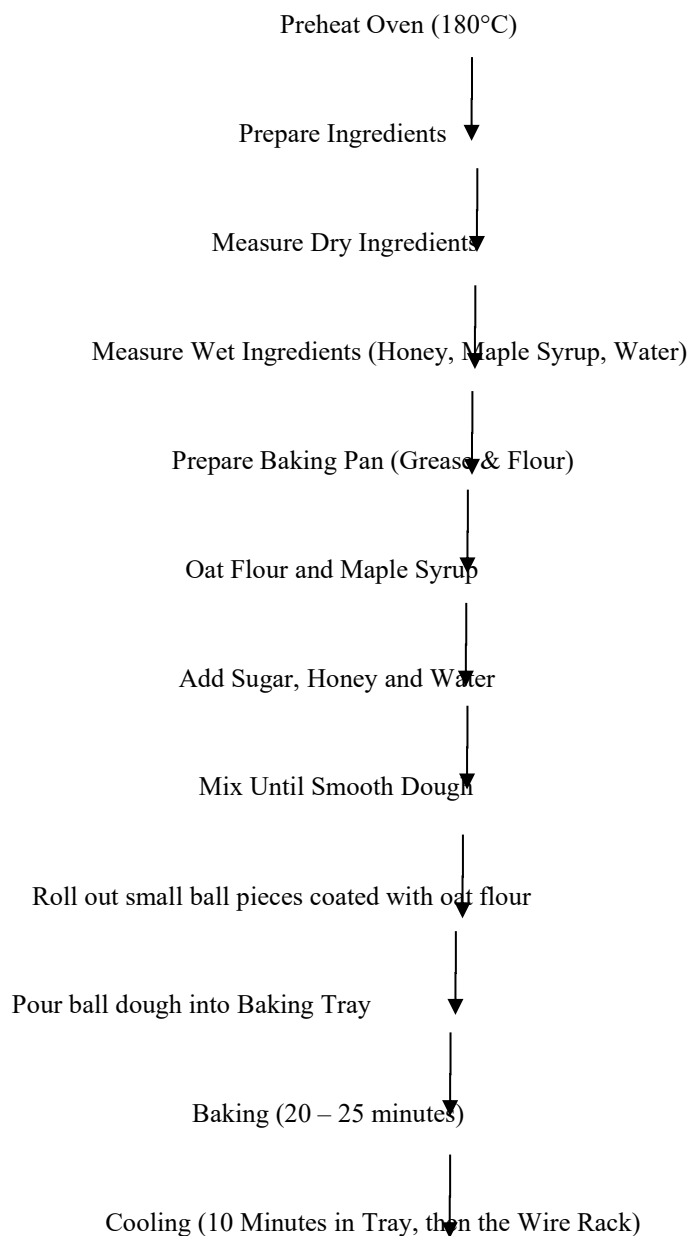 Preheat Oven (180°C)
Prepare Ingredients
Measure Dry Ingredients
Measure Wet Ingredients (Honey, Maple Syrup, Water)
Prepare Baking Pan (Grease & Flour)
Oat Flour and Maple Syrup
Add Sugar, Honey and Water
Mix Until Smooth Dough
Roll out small ball pieces coated with oat flour
Pour ball dough into Baking Tray
Baking (20 – 25 minutes)
Cooling (10 Minutes in Tray, then the Wire Rack)